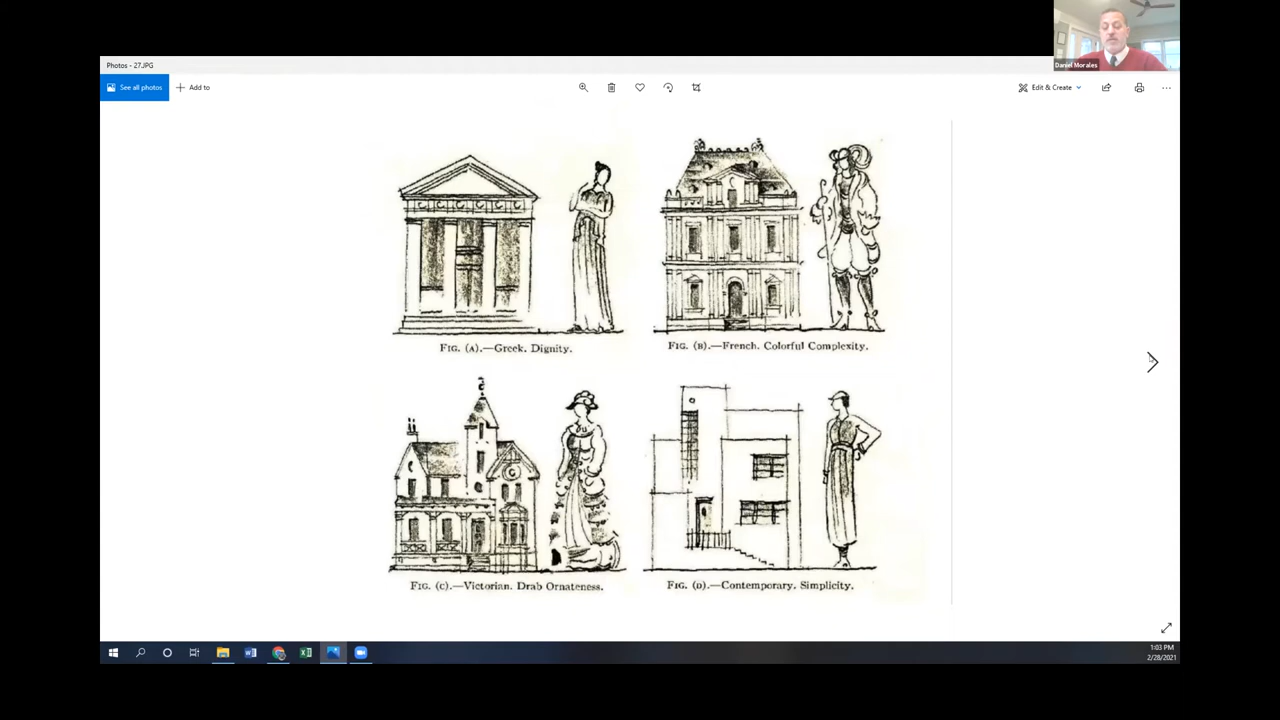 Daniel Morales
Photos - 27.JPG
See all photos
Add to
Edit & Create
FIG. (A).—Greek. Dignity.
FIG. (B).—French. Colorful Complexity.
FIG. (C).—Victorian. Drab Ornateness.
FIG. (D).—Contemporary. Simplicity.
1:03 PM
2/28/2021